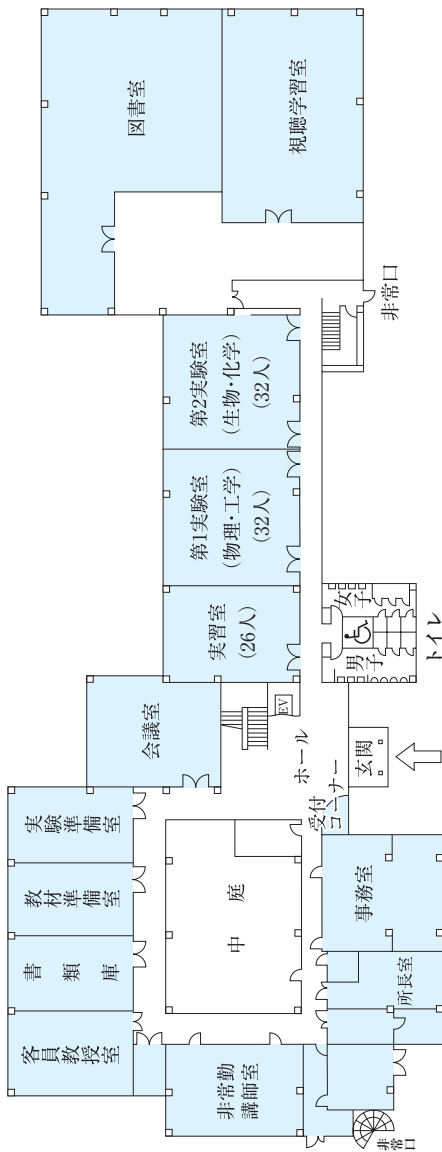 図書室
視聴学習室
非常口
第2実験室
(生物・化学)
(32人)
第1実験室
(物理・工学)
(32人)
実習室
(26人)
女子
男子
トイレ
会議室
EV
ホール
玄関
受付
コーナー
実験準備室
教材準備室
書類庫
客員教授室
中庭
事務室
所長室
非常勤
講師室
非常口